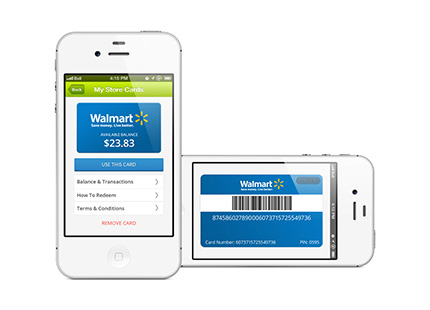 Bell 4:15 PM
Back My Store Cards
Walmart
Save money. Live better.
AVAILABLE BALANCE
$23.83
USE THIS CARD
Balance & Transactions
How To Redeem
Terms & Conditions
REMOVE CARD
Walmart
Save money. Live better.
8745860278900006073715725549736
Card Number: 6073715725549736 PIN: 0595